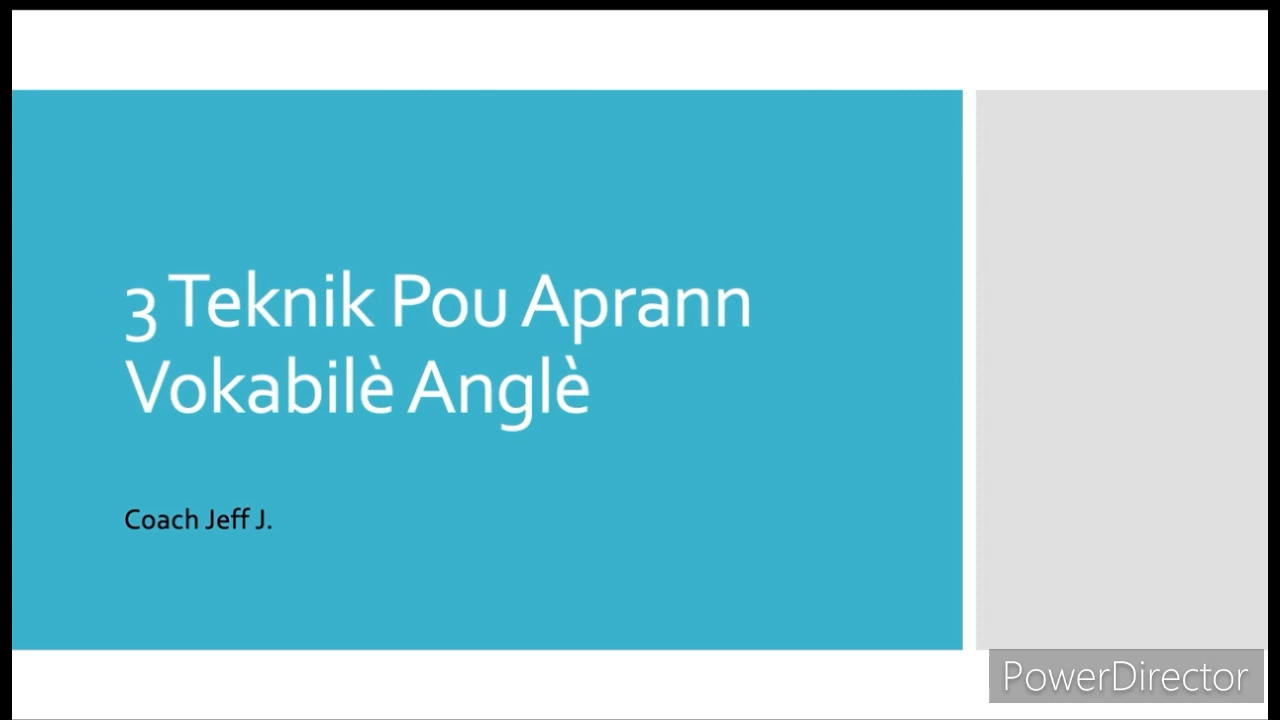 3 Teknik Pou Aprann
Vokabilè Anglè
Coach Jeff J.
PowerDirector